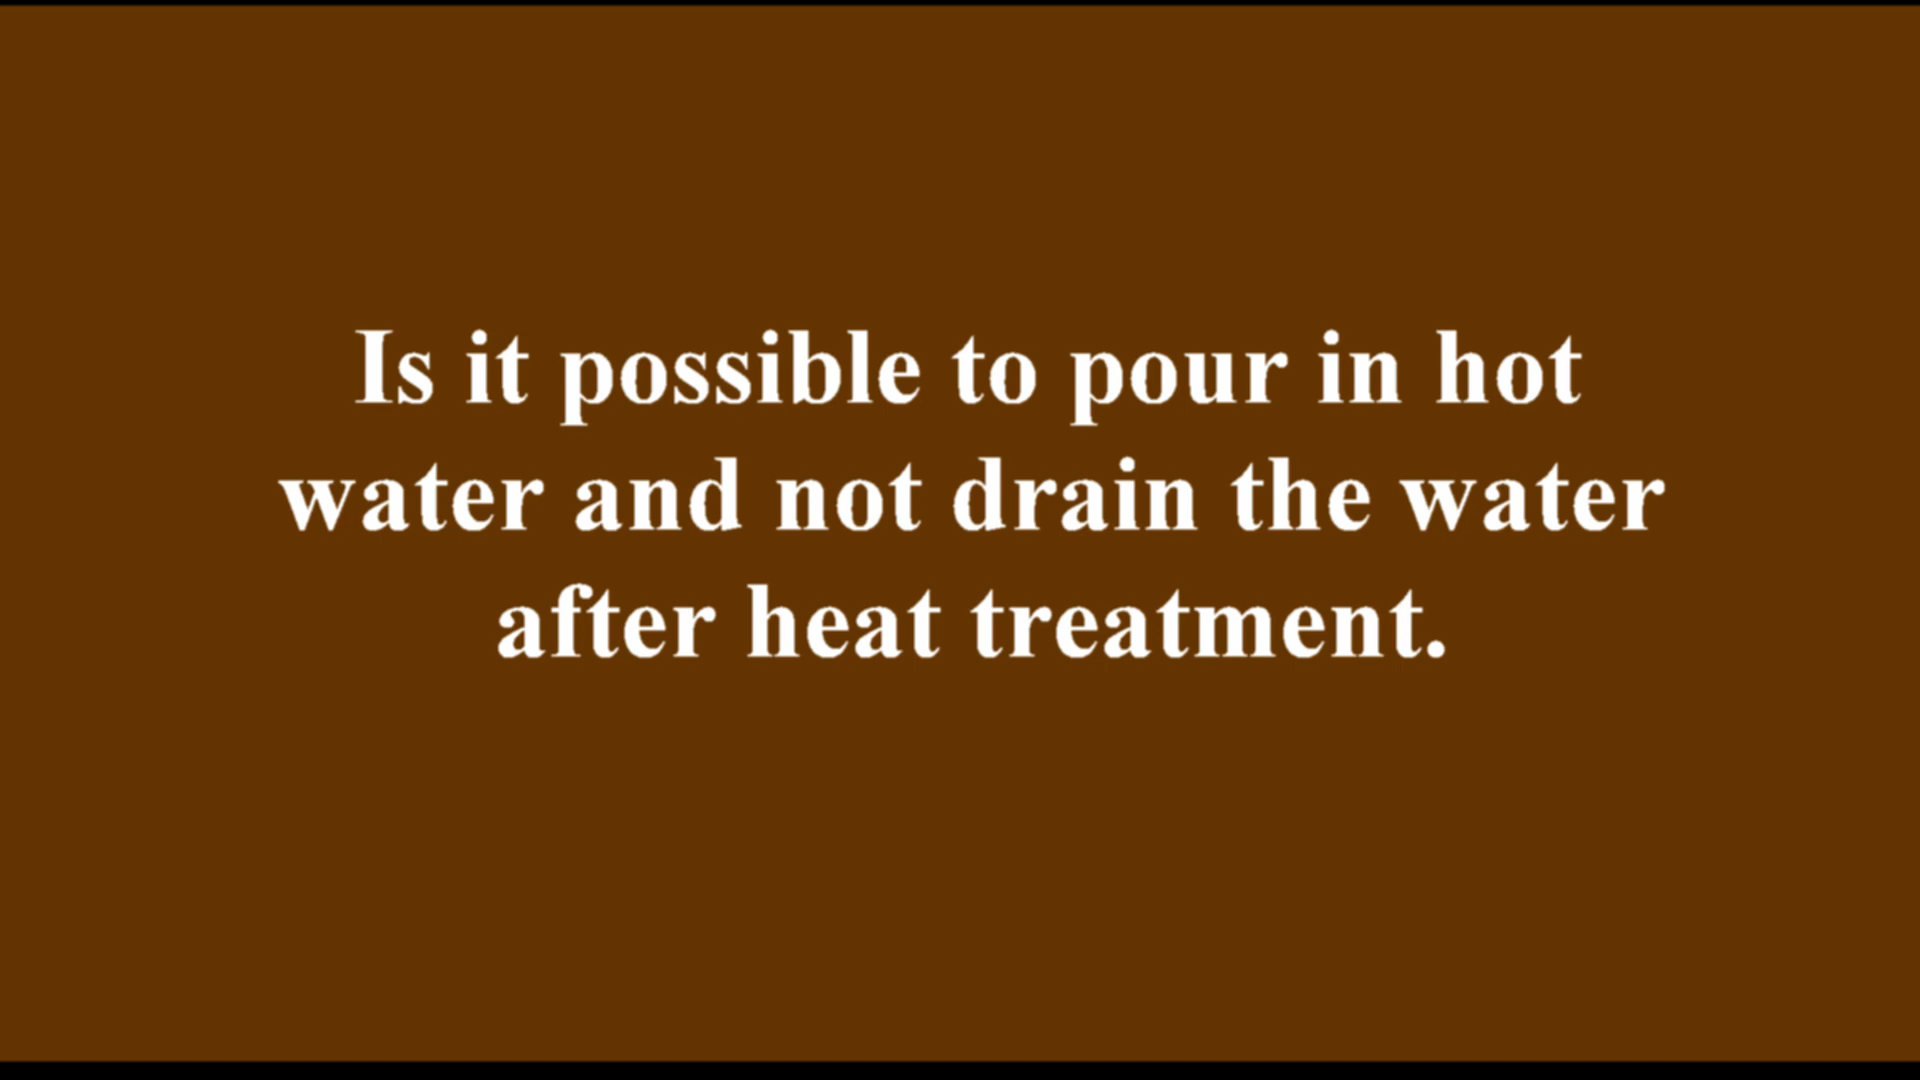 Is it possible to pour in hot
water and not drain the water
after heat treatment.